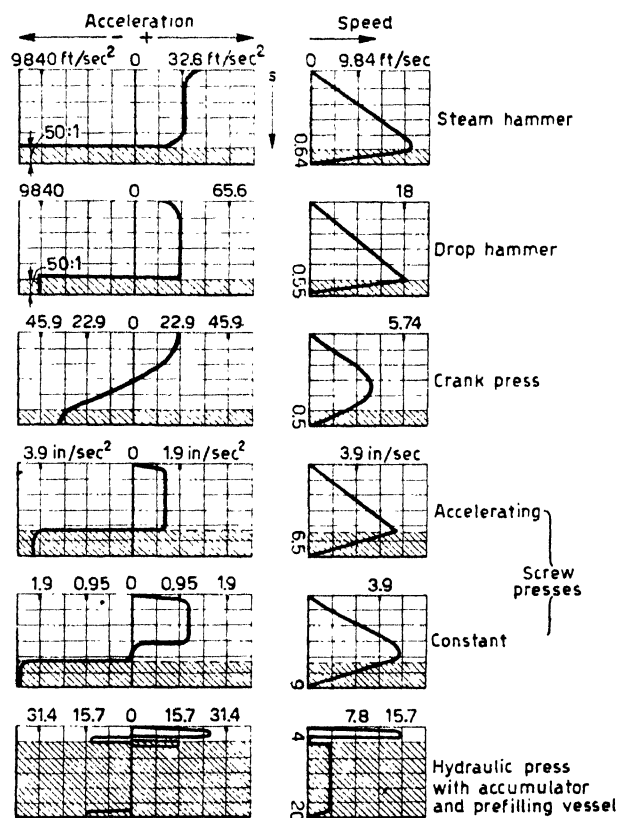 Acceleration
Speed
− +
9840 ft/sec² 0 32.8 ft/sec²
0 9.84 ft/sec
s
50:1
0.64
Steam hammer
9840 0 65.6
18
50:1
0.55
Drop hammer
45.9 22.9 0 22.9 45.9
5.74
0.5
Crank press
3.9 in/sec² 0 1.9 in/sec²
3.9 in/sec
6.5
Accelerating
Screw
presses
1.9 0.95 0 0.95 1.9
3.9
9
Constant
31.4 15.7 0 15.7 31.4
7.8 15.7
4
20
Hydraulic press
with accumulator
and prefilling vessel